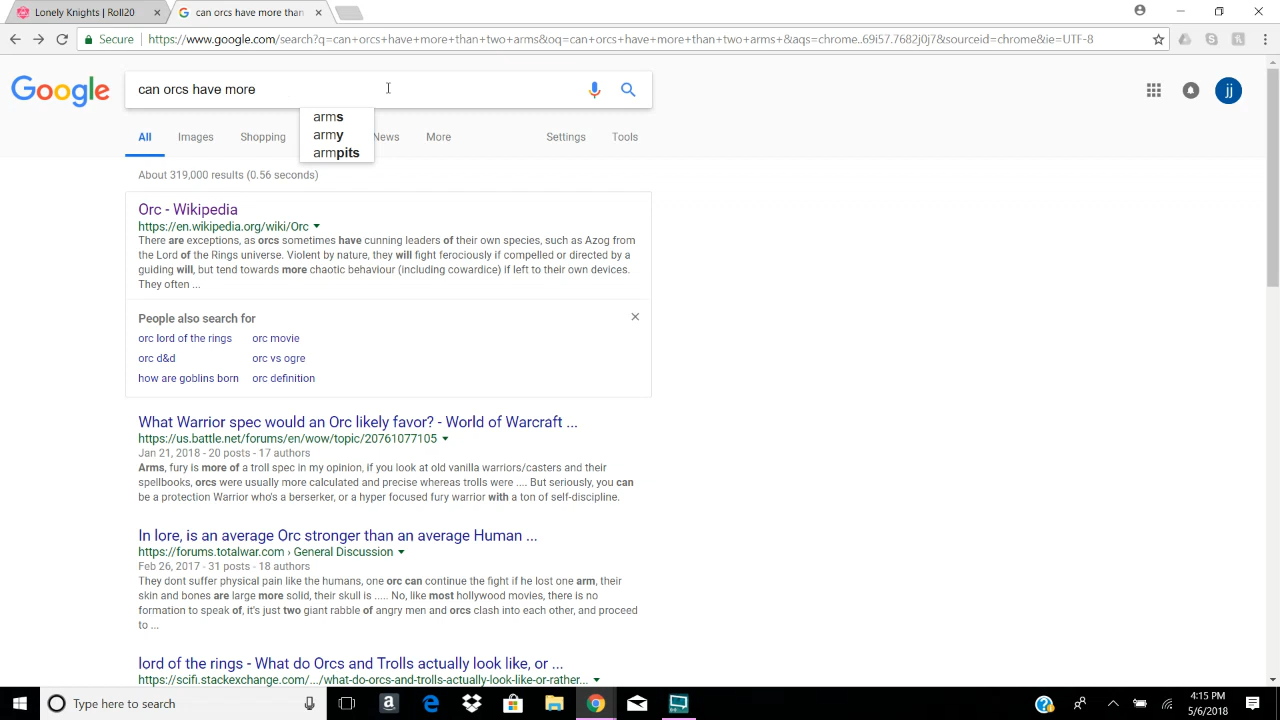 Lonely Knights | Roll20
can orcs have more than
Secure
https://www.google.com/search?q=can+orcs+have+more+than+two+arms&oq=can+orcs+have+more+than+two+arms+&aqs=chrome..69i57.7682j0j7&sourceid=chrome&ie=UTF-8
Google
can orcs have more
jj
arms
army
armpits
All
Images
Shopping
News
More
Settings
Tools
About 319,000 results (0.56 seconds)
Orc - Wikipedia
https://en.wikipedia.org/wiki/Orc
There are exceptions, as orcs sometimes have cunning leaders of their own species, such as Azog from
the Lord of the Rings universe. Violent by nature, they will fight ferociously if compelled or directed by a
guiding will, but tend towards more chaotic behaviour (including cowardice) if left to their own devices.
They often ...
People also search for
orc lord of the rings
orc movie
orc d&d
orc vs ogre
how are goblins born
orc definition
What Warrior spec would an Orc likely favor? - World of Warcraft ...
https://us.battle.net/forums/en/wow/topic/20761077105
Jan 21, 2018 - 20 posts - 17 authors
Arms, fury is more of a troll spec in my opinion, if you look at old vanilla warriors/casters and their
spellbooks, orcs were usually more calculated and precise whereas trolls were .... But seriously, you can
be a protection Warrior who's a berserker, or a hyper focused fury warrior with a ton of self-discipline.
In lore, is an average Orc stronger than an average Human ...
https://forums.totalwar.com › General Discussion
Feb 26, 2017 - 31 posts - 18 authors
They dont suffer physical pain like the humans, one orc can continue the fight if he lost one arm, their
skin and bones are large more solid, their skull is ..... No, like most hollywood movies, there is no
formation to speak of, it's just two giant rabble of angry men and orcs clash into each other, and proceed
to ...
lord of the rings - What do Orcs and Trolls actually look like, or ...
https://scifi.stackexchange.com/.../what-do-orcs-and-trolls-actually-look-like-or-rather...
Type here to search
4:15 PM
5/6/2018